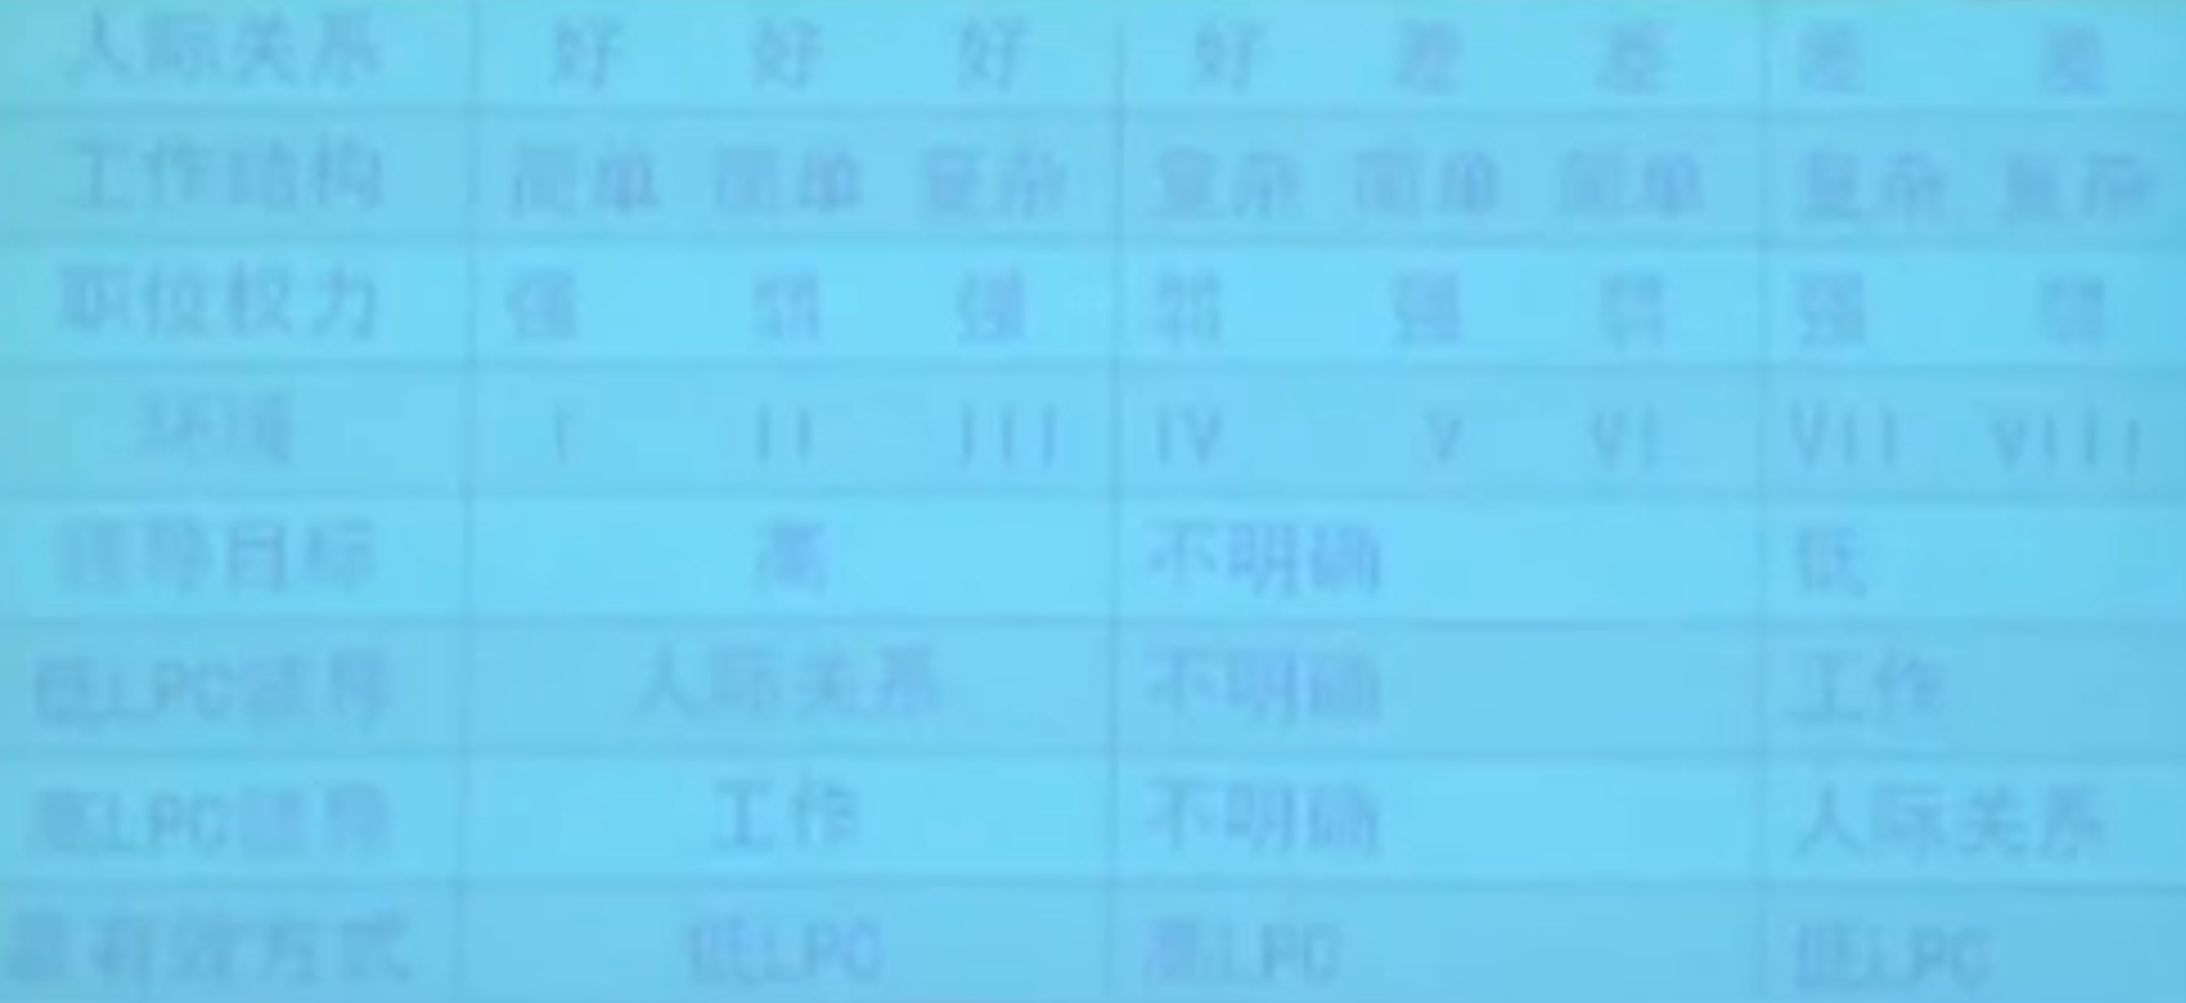 人际关系 好 好 好 好 差 差 差 差
工作结构 简单 简单 复杂 复杂 简单 简单 复杂 复杂
职位权力 强 弱 强 弱 强 弱 强 弱
环境 I II III IV V VI VII VIII
领导目标 高 不明确 低
低LPC领导 人际关系 不明确 工作
高LPC领导 工作 不明确 人际关系
最有效方式 低LPC 高LPC 低LPC